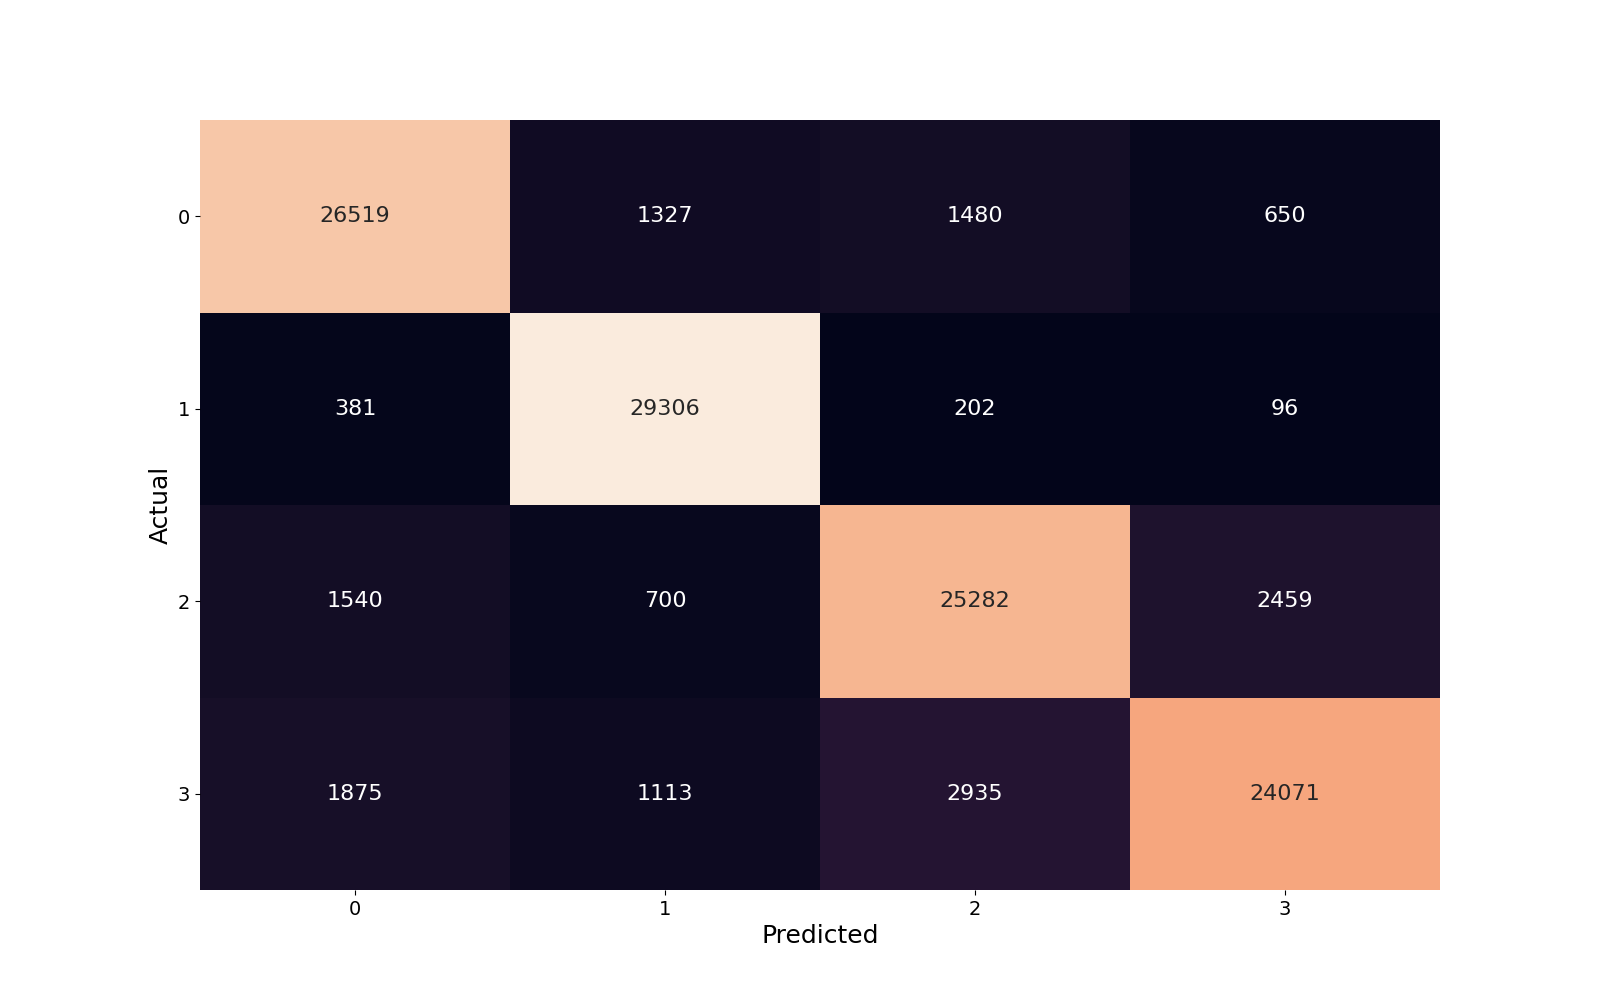 0 26519 1327 1480 650
1 381 29306 202 96
2 1540 700 25282 2459
3 1875 1113 2935 24071
0 1 2 3
Predicted
Actual